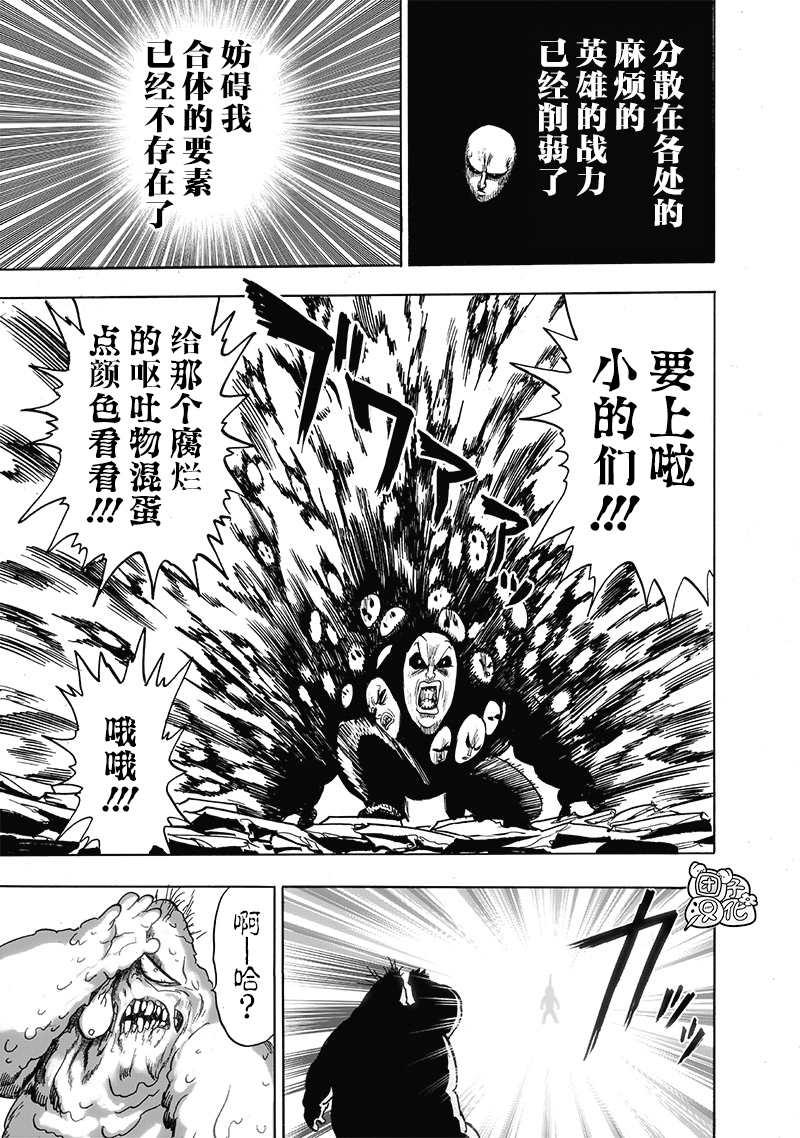 分散在各处的
麻烦的
英雄的战力
已经削弱了
妨碍我
合体的要素
已经不存在了
要上啦
小的们!!!
给那个腐烂
的呕吐物混蛋
点颜色看看!!!
ブワァァッ
哦
哦!!!
カッ
啊—哈?
团子
汉化